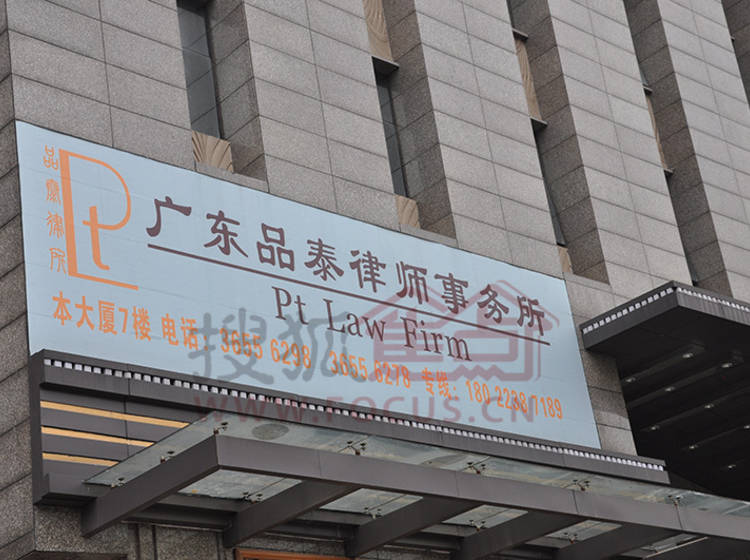 品泰律所
Pt
广东品泰律师事务所
Pt Law Firm
本大厦7楼 电话：3655 6298 3655 6278 专线：180 2238 7189
搜狐焦点
www.FOCUS.CN